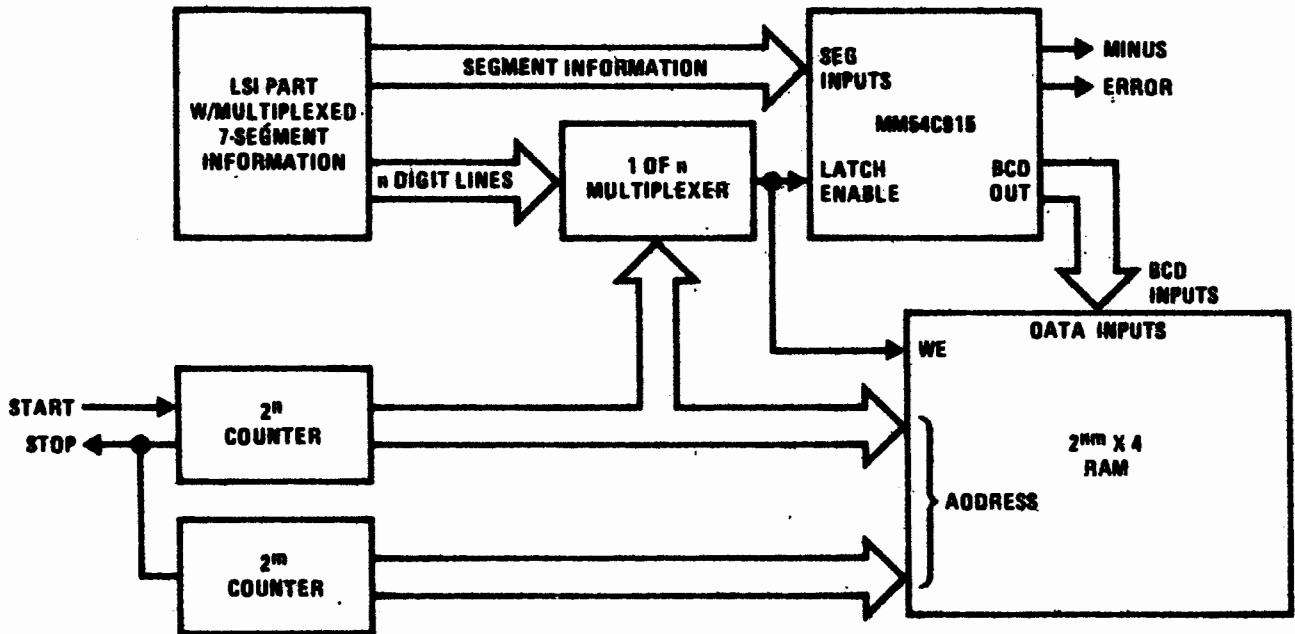 LSI PART
W/MULTIPLEXED
7-SEGMENT
INFORMATION
SEGMENT INFORMATION
n DIGIT LINES
1 OF n
MULTIPLEXER
SEG
INPUTS
MM54C915
LATCH
ENABLE
BCD
OUT
MINUS
ERROR
BCD
INPUTS
DATA INPUTS
WE
2nm X 4
RAM
ADDRESS
START
STOP
2n
COUNTER
2m
COUNTER